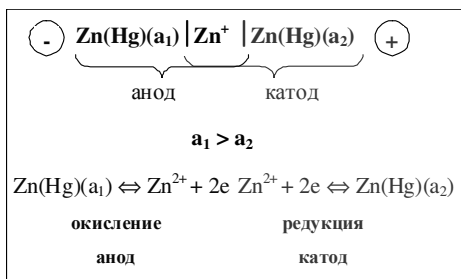 - Zn(Hg)(a₁) | Zn⁺ | Zn(Hg)(a₂) +
анод катод
a₁ > a₂
Zn(Hg)(a₁) ⇔ Zn²⁺ + 2e Zn²⁺ + 2e ⇔ Zn(Hg)(a₂)
окисление редукция
анод катод